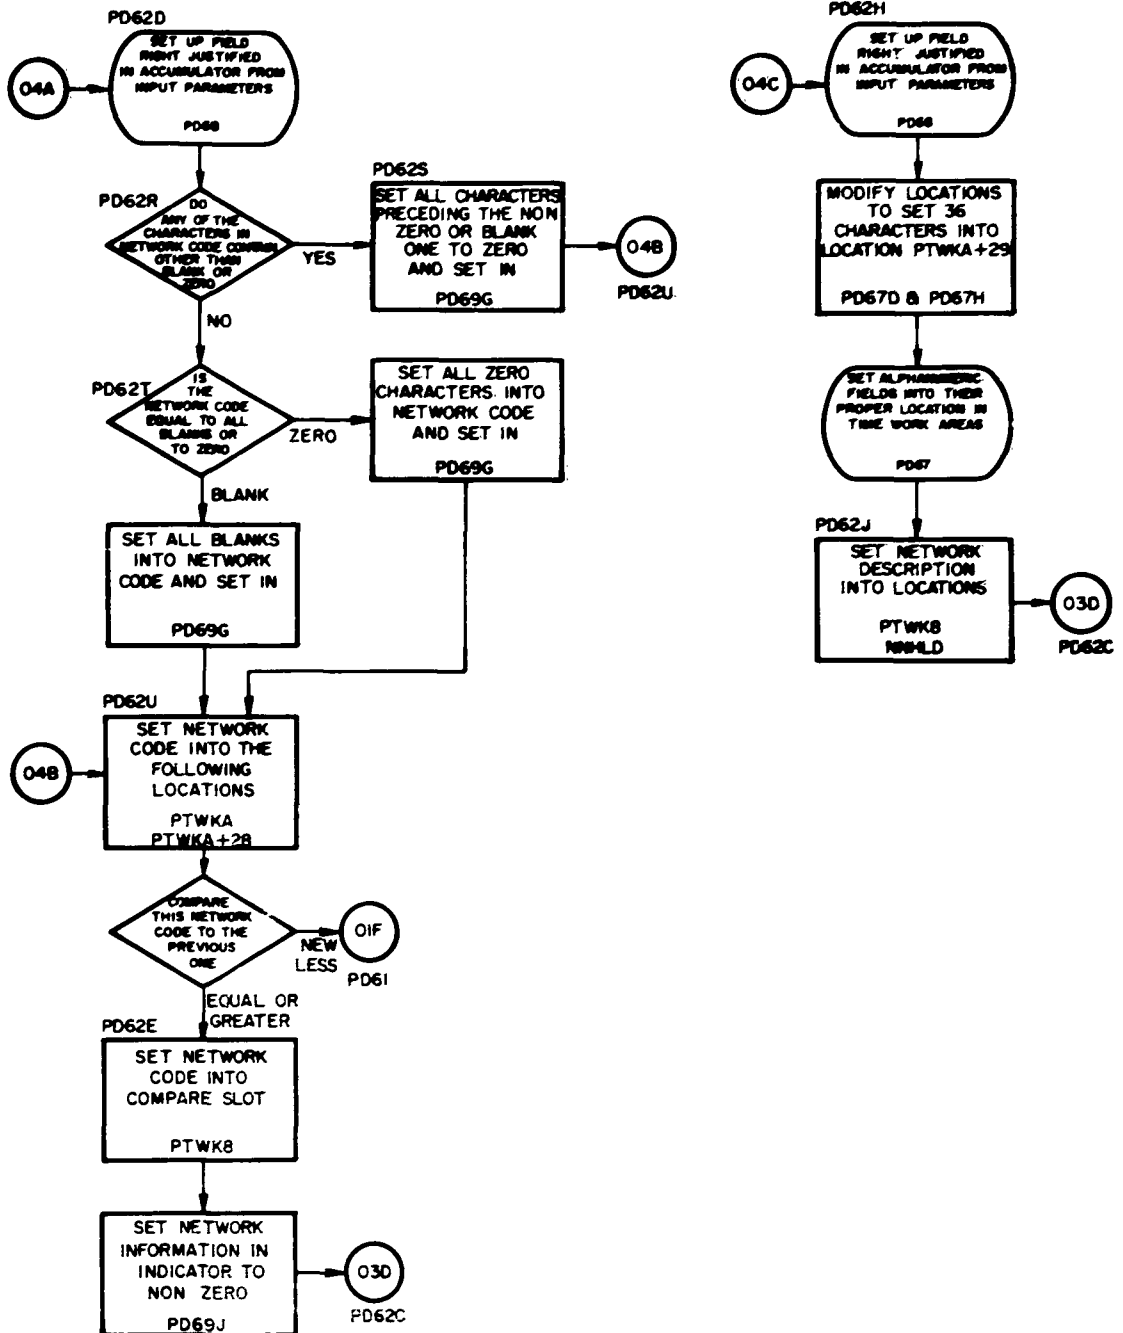 PD62D
SET UP FIELD
RIGHT JUSTIFIED
IN ACCUMULATOR FROM
INPUT PARAMETERS
PD68
04A
PD62R
DO
ANY OF THE
CHARACTERS IN
NETWORK CODE CONTAIN
OTHER THAN
BLANK OR
ZERO
YES
NO
PD62S
SET ALL CHARACTERS
PRECEDING THE NON
ZERO OR BLANK
ONE TO ZERO
AND SET IN
PD69G
04B
PD62U
PD62T
IS
THE
NETWORK CODE
EQUAL TO ALL
BLANKS OR
TO ZERO
ZERO
BLANK
SET ALL ZERO
CHARACTERS INTO
NETWORK CODE
AND SET IN
PD69G
SET ALL BLANKS
INTO NETWORK
CODE AND SET IN
PD69G
PD62U
04B
SET NETWORK
CODE INTO THE
FOLLOWING
LOCATIONS
PTWKA
PTWKA+28
COMPARE
THIS NETWORK
CODE TO THE
PREVIOUS
ONE
NEW
LESS
01F
PD61
EQUAL OR
GREATER
PD62E
SET NETWORK
CODE INTO
COMPARE SLOT
PTWK8
SET NETWORK
INFORMATION IN
INDICATOR TO
NON ZERO
PD69J
03D
PD62C
PD62H
04C
SET UP FIELD
RIGHT JUSTIFIED
IN ACCUMULATOR FROM
INPUT PARAMETERS
PD68
MODIFY LOCATIONS
TO SET 36
CHARACTERS INTO
LOCATION PTWKA+29
PD67D & PD67H
SET ALPHANUMERIC
FIELDS INTO THEIR
PROPER LOCATION IN
TIME WORK AREAS
PD67
PD62J
SET NETWORK
DESCRIPTION
INTO LOCATIONS
PTWK8
NNHLD
03D
PD62C